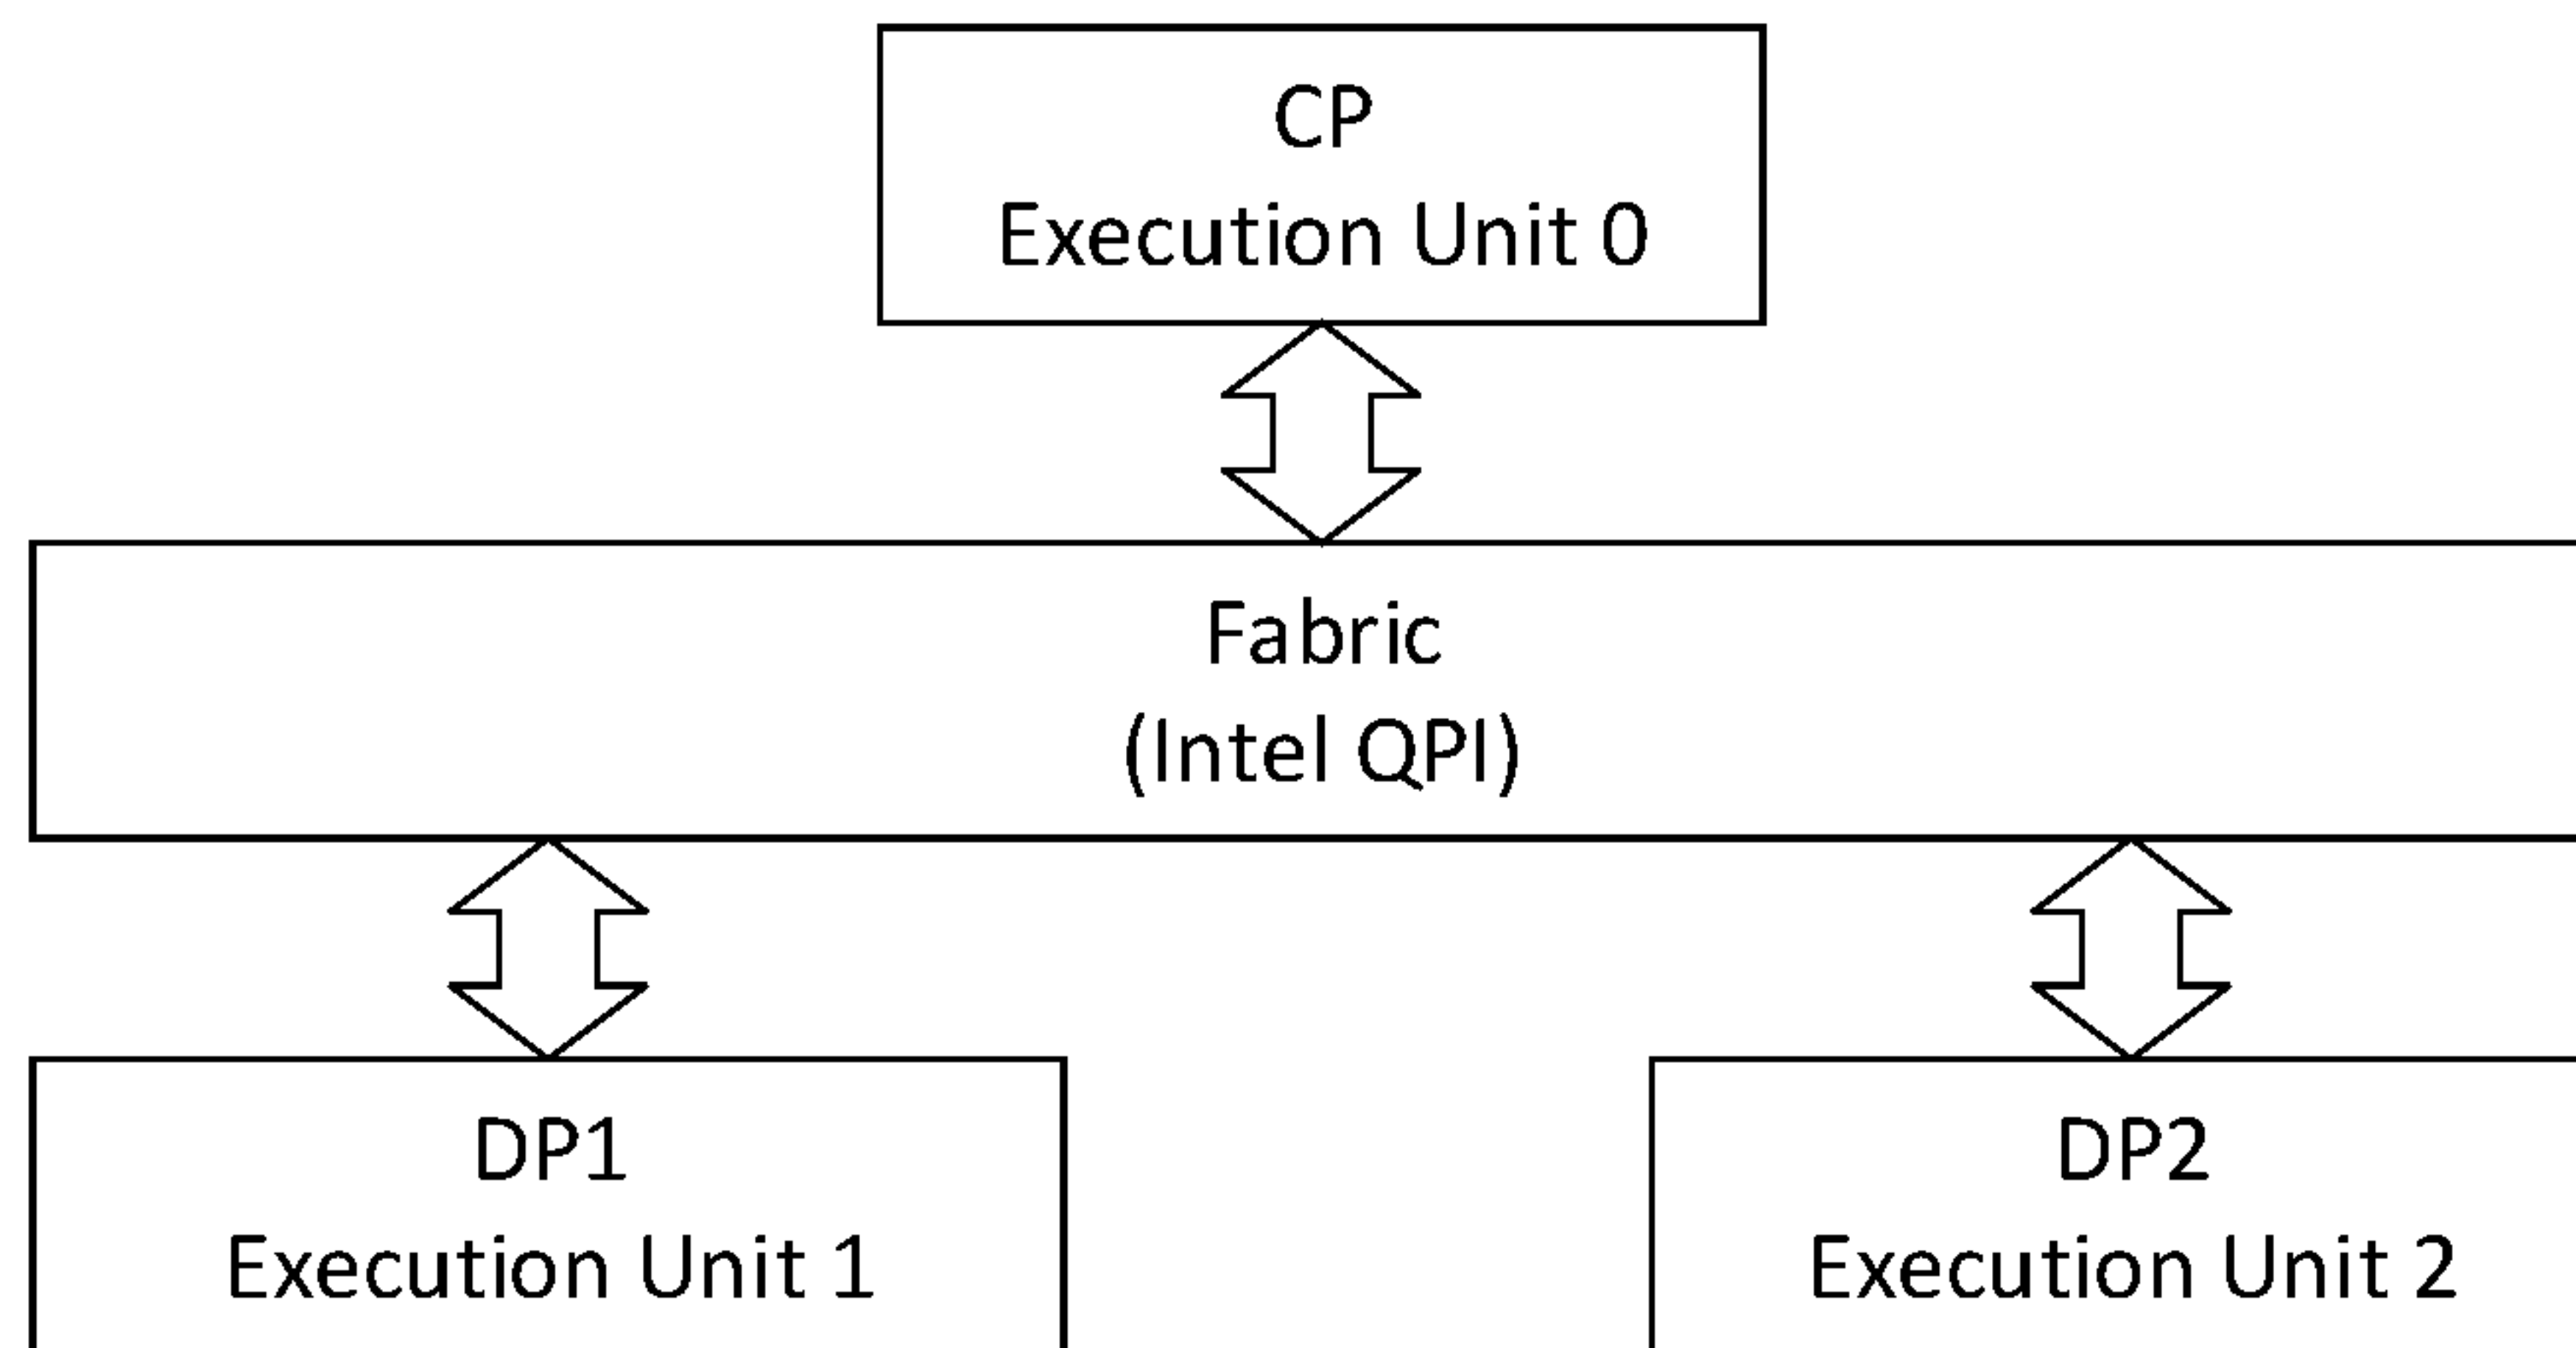 CP
Execution Unit 0
Fabric
(Intel QPI)
DP1
Execution Unit 1
DP2
Execution Unit 2